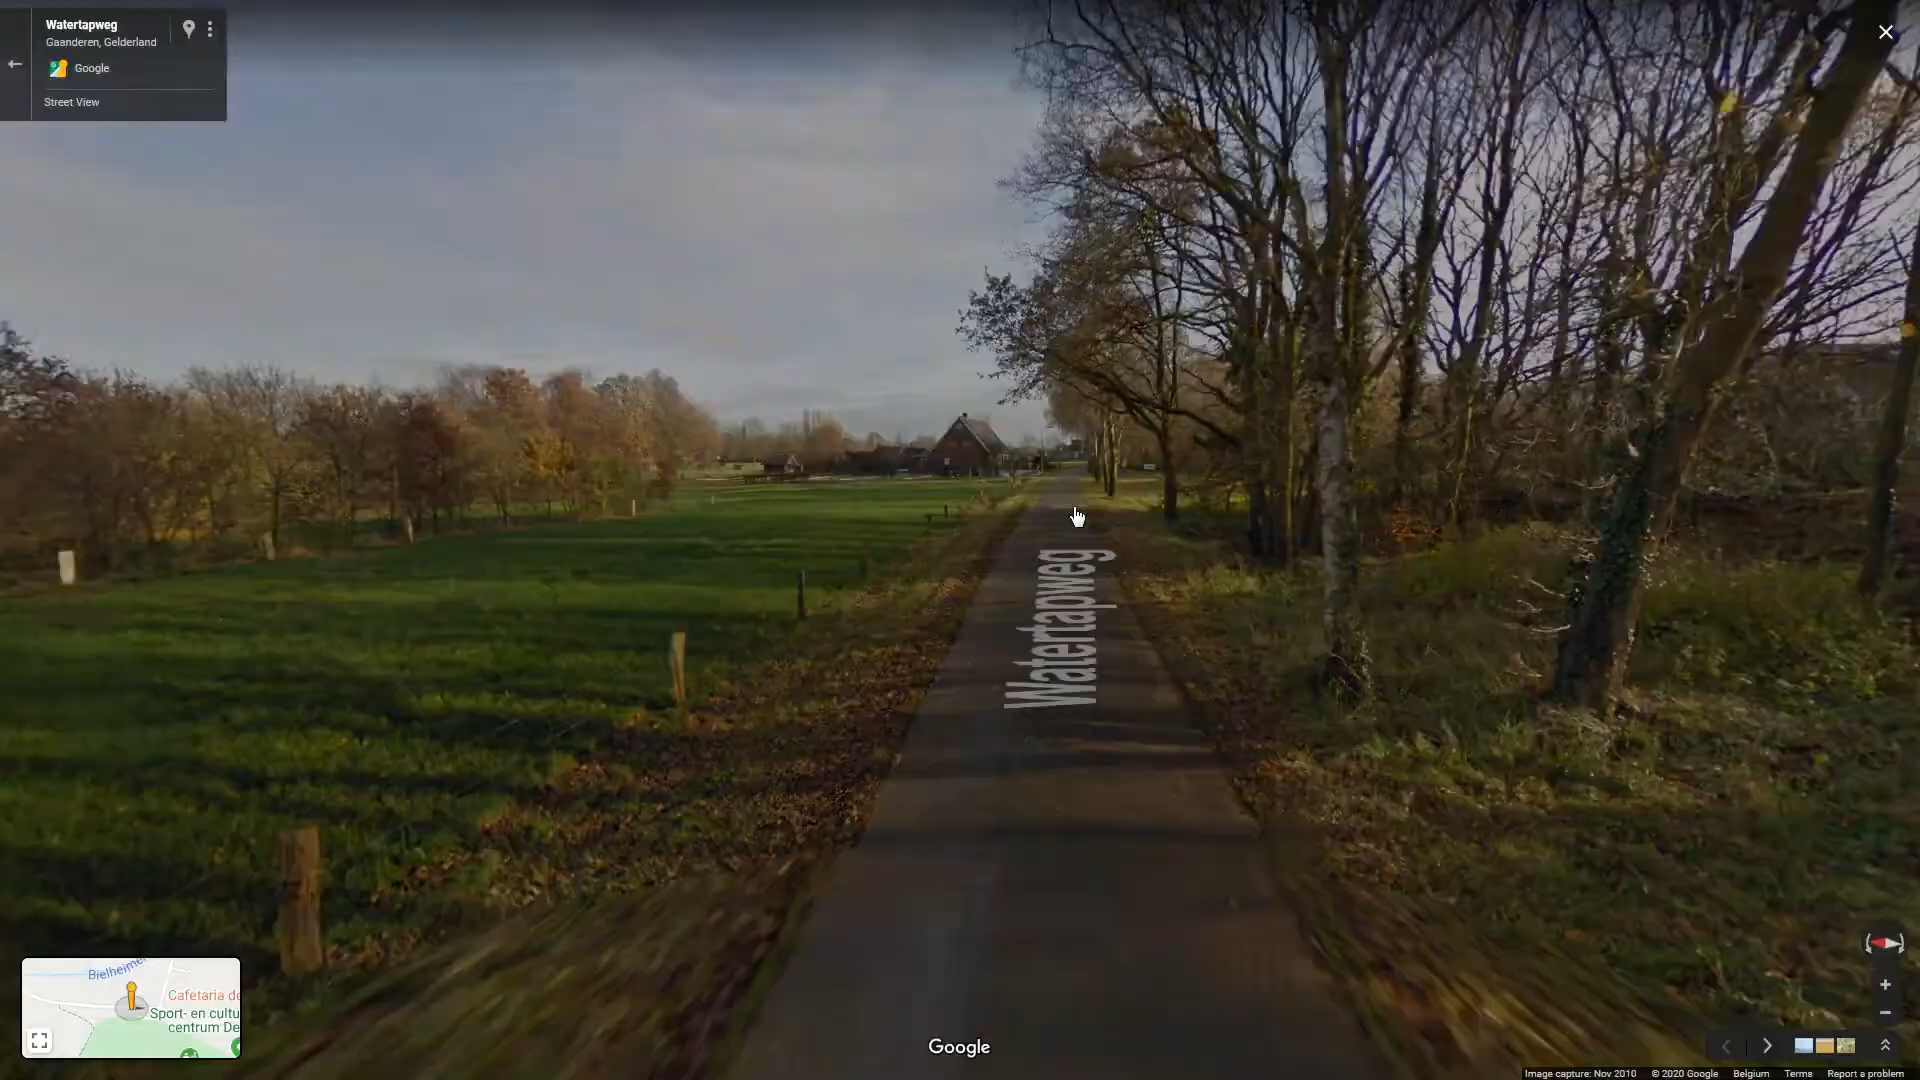 Watertapweg
Gaanderen, Gelderland
Google
Street View
Watertapweg
Bielheimer
Cafetaria de
Sport- en cultu
centrum De
Google
Image capture: Nov 2010 © 2020 Google Belgium Terms Report a problem